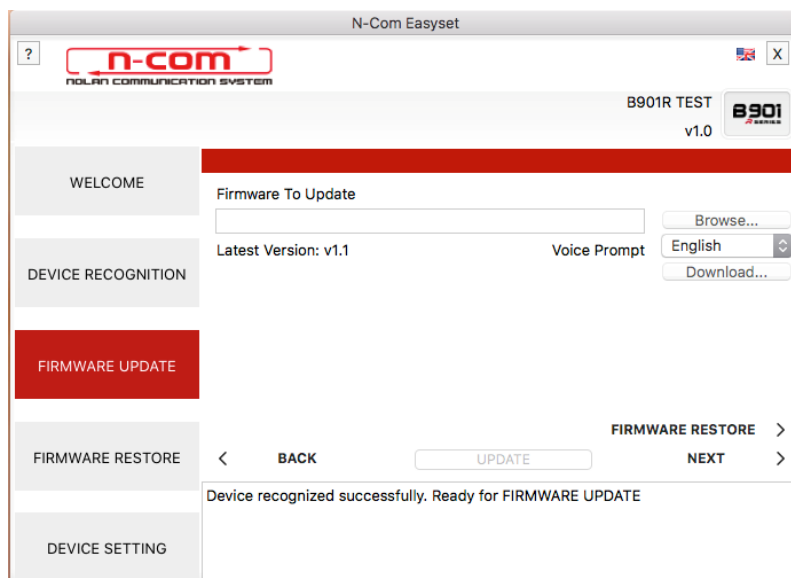 N-Com Easyset
?
n-com
NOLAN COMMUNICATION SYSTEM
X
B901R TEST
v1.0
B901
R SERIES
WELCOME
DEVICE RECOGNITION
FIRMWARE UPDATE
FIRMWARE RESTORE
DEVICE SETTING
Firmware To Update
Browse...
Latest Version: v1.1
Voice Prompt
English
Download...
FIRMWARE RESTORE >
< BACK
UPDATE
NEXT >
Device recognized successfully. Ready for FIRMWARE UPDATE